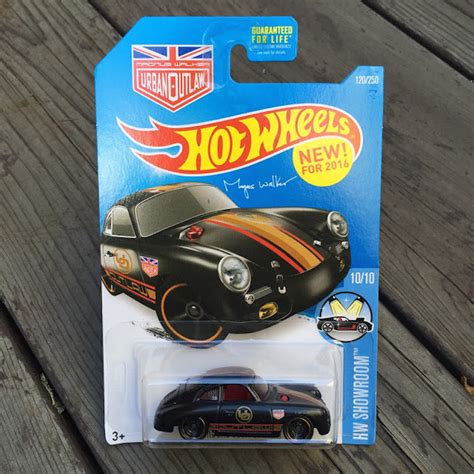 MAGNUS WALKER
URBAN OUTLAW
GUARANTEED
FOR LIFE
120/250
HOT WHEELS
NEW!
FOR 2016
Magnus Walker
10/10
HW SHOWROOM™
3+